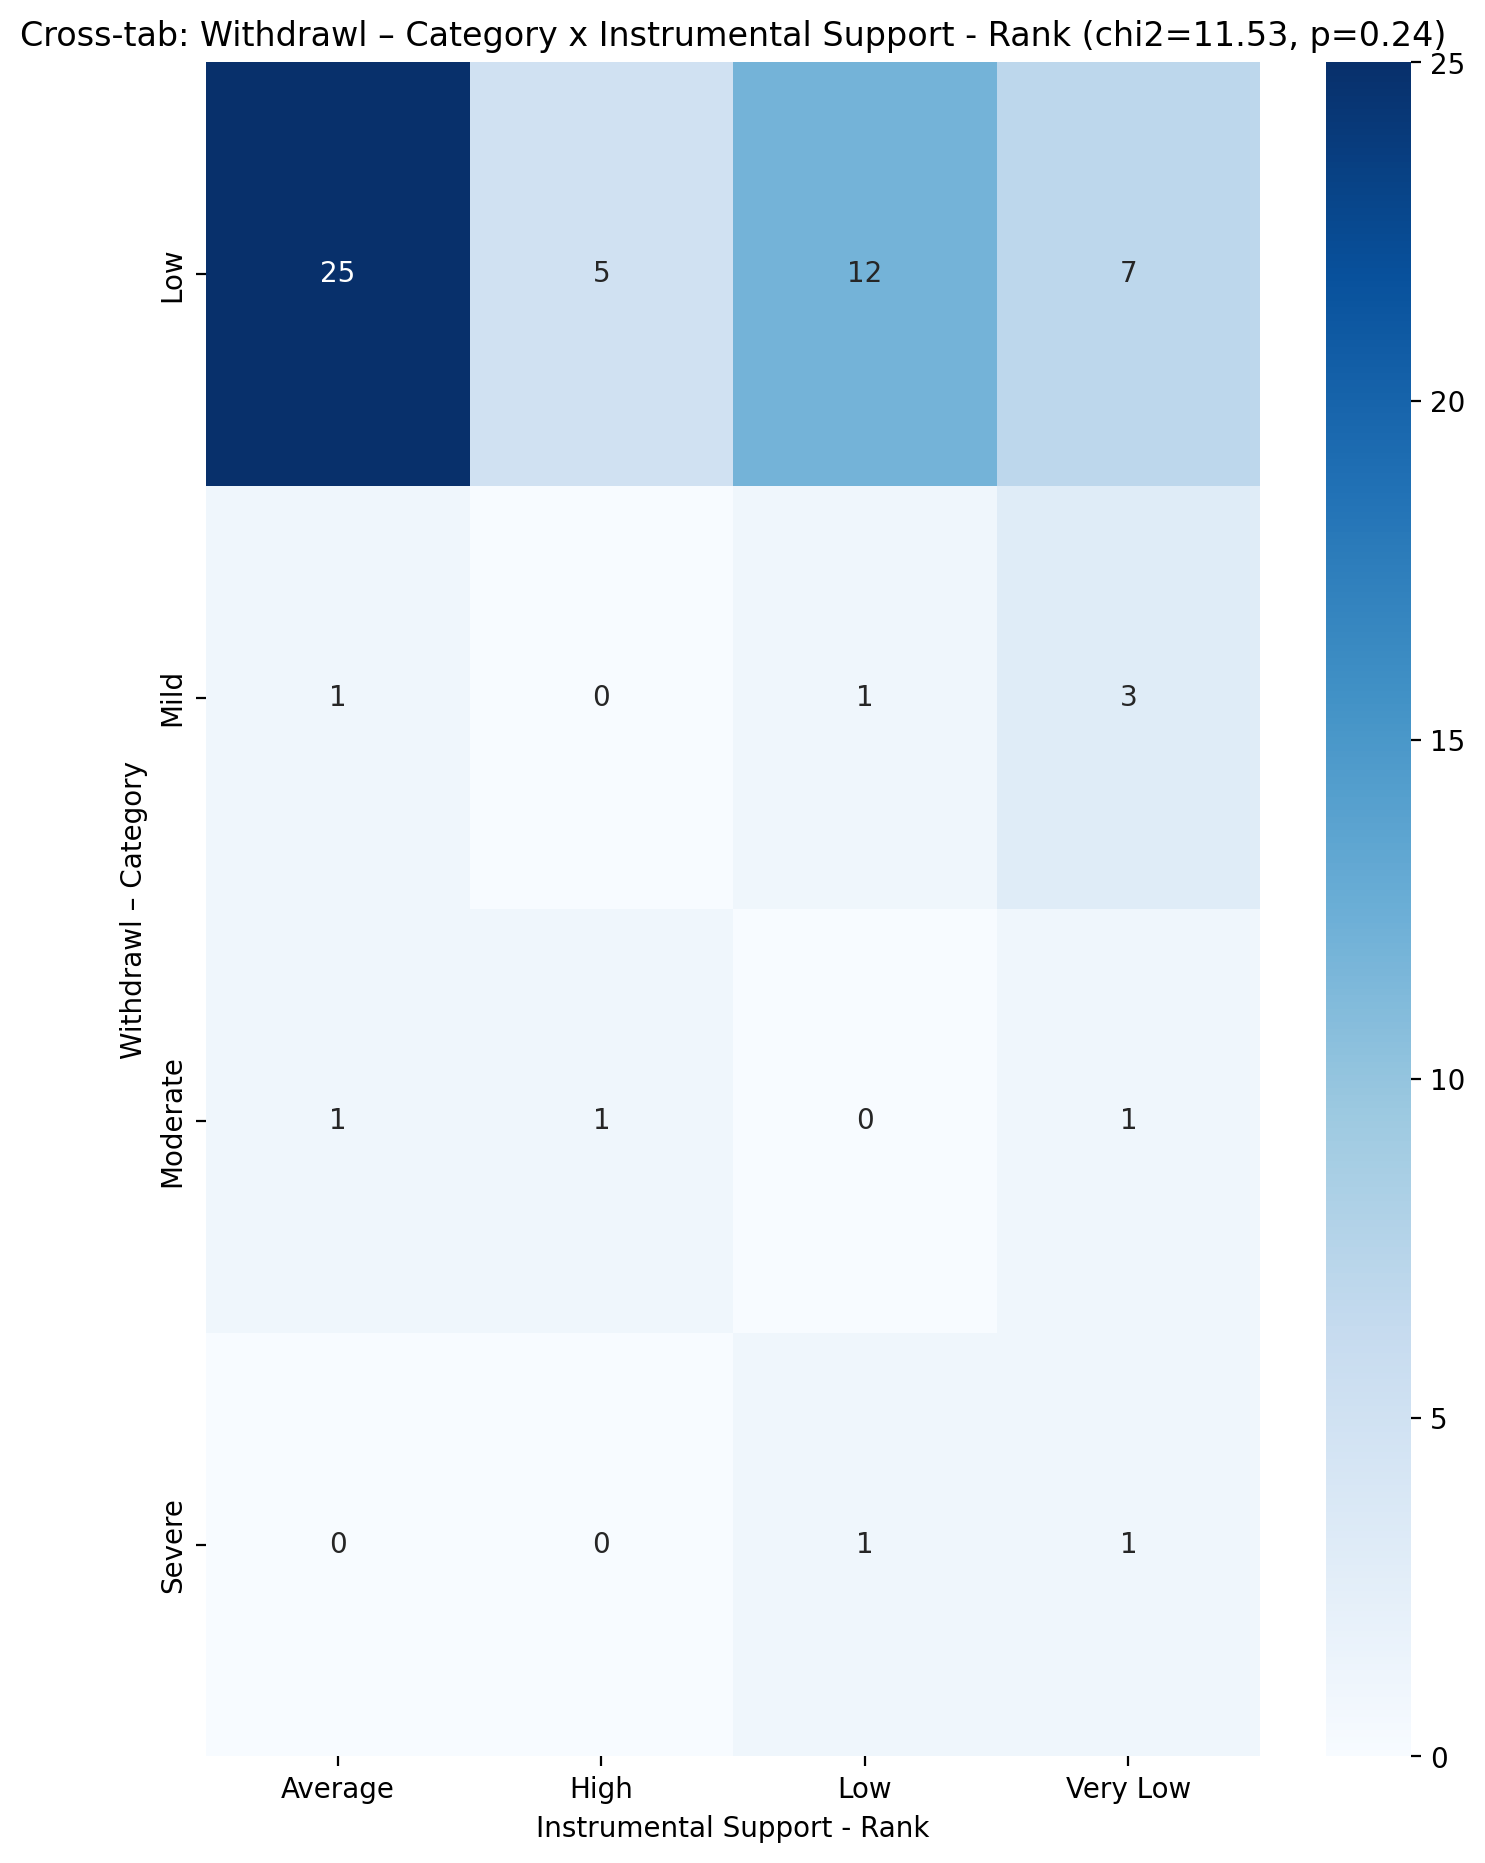 Cross-tab: Withdrawl – Category x Instrumental Support - Rank (chi2=11.53, p=0.24)
25
20
15
10
5
0
Withdrawl – Category
Low
25 5 12 7
Mild
1 0 1 3
Moderate
1 1 0 1
Severe
0 0 1 1
Average High Low Very Low
Instrumental Support - Rank